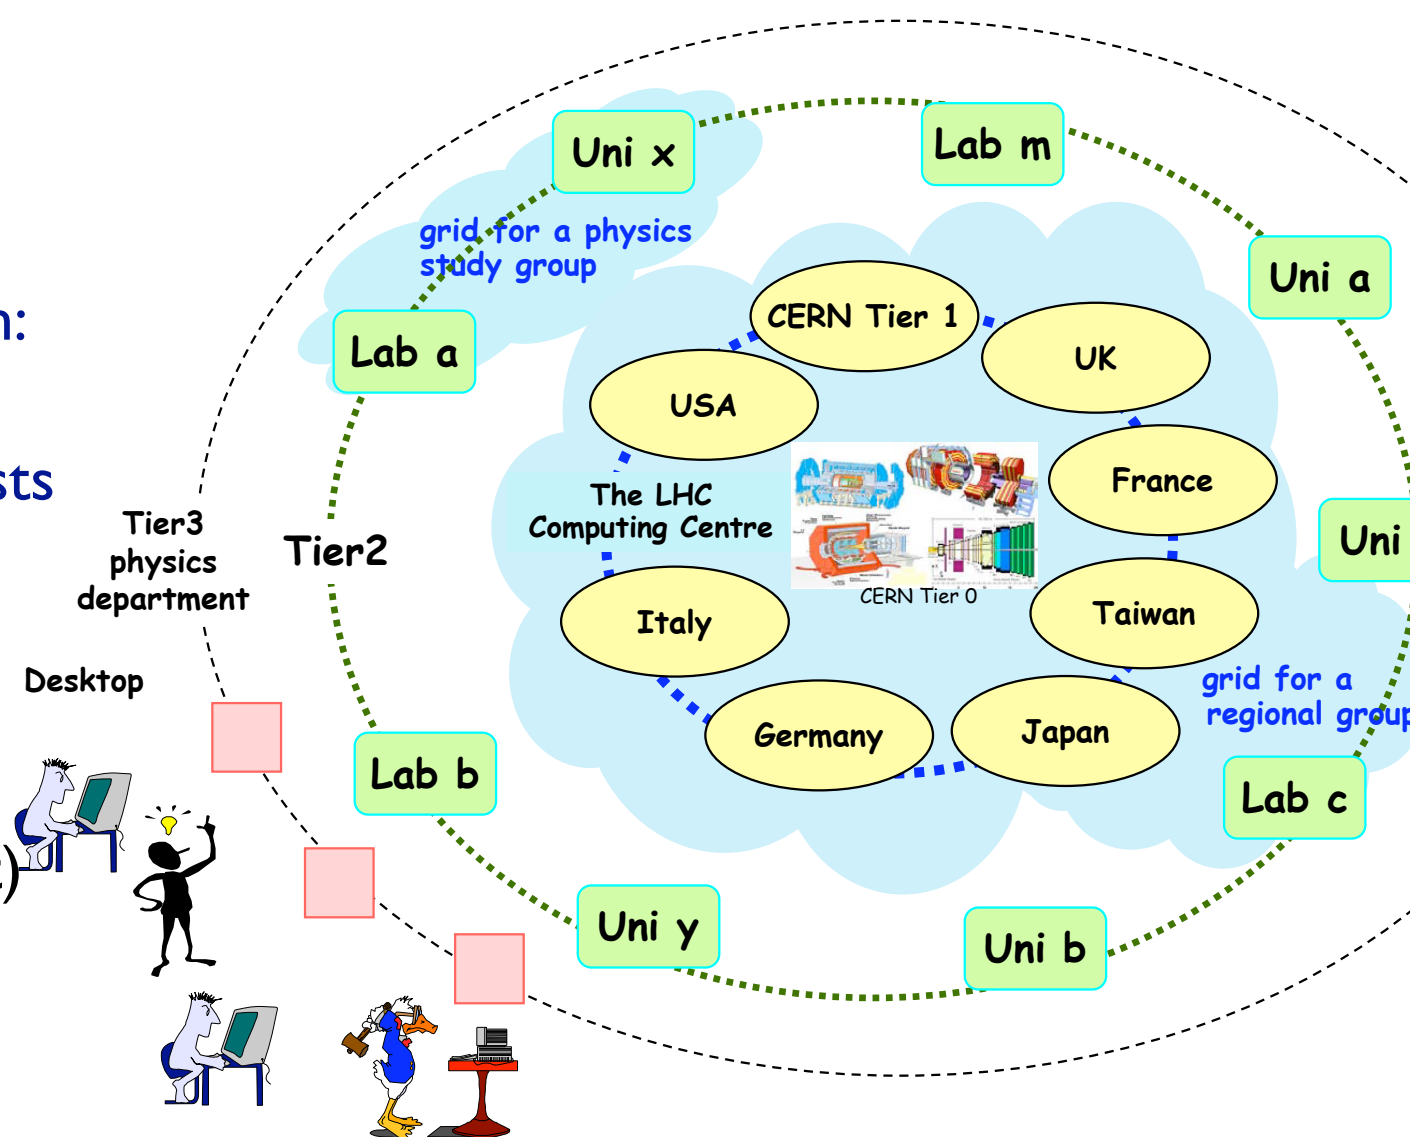 Uni x
Lab m
grid for a physics
study group
Uni a
CERN Tier 1
UK
Lab a
USA
France
The LHC
Computing Centre
Tier3
physics
department
Tier2
Uni
CERN Tier 0
Italy
Taiwan
Desktop
grid for a
regional group
Germany
Japan
Lab b
Lab c
Uni y
Uni b